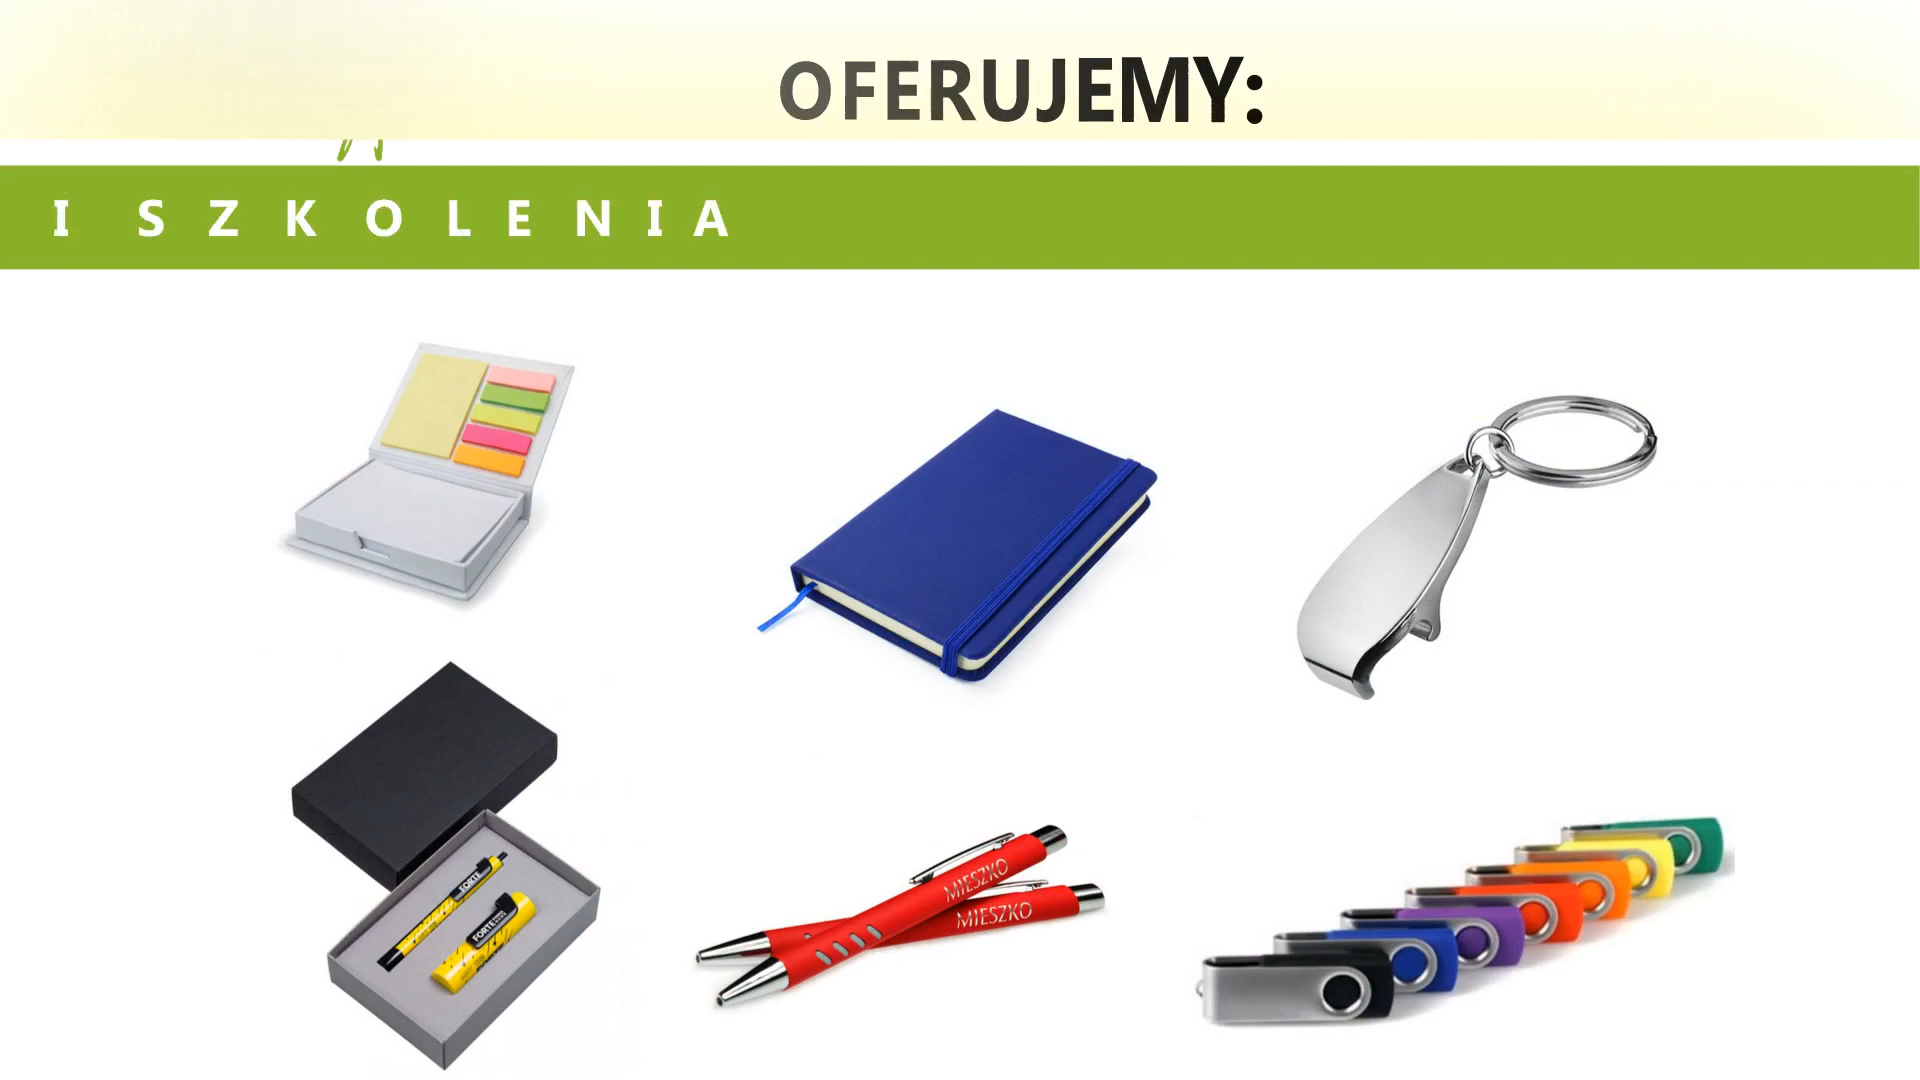 OFERUJEMY:
I SZKOLENIA
FORTE
FORTE
MIESZKO
MIESZKO